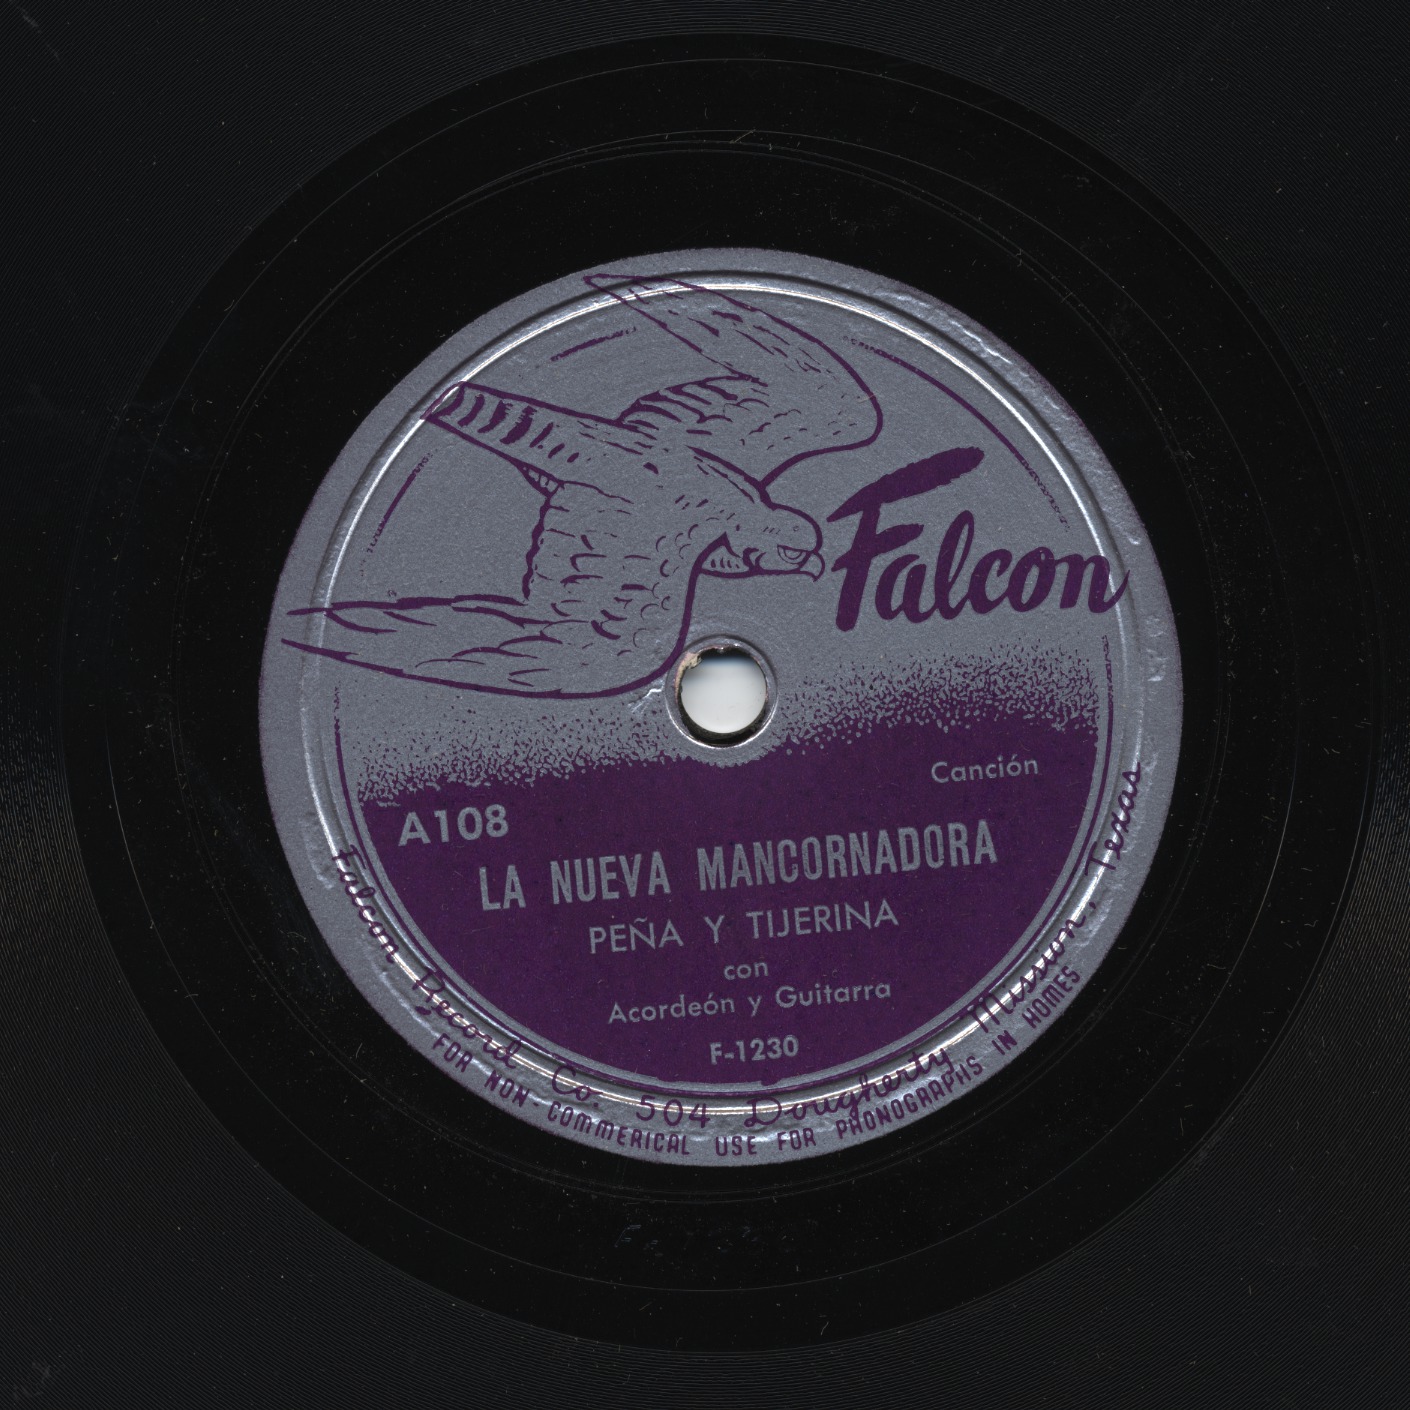 Falcon
Canción
A108
LA NUEVA MANCORNADORA
PEÑA Y TIJERINA
con
Acordeón y Guitarra
F-1230
Falcon Record Co. 504 Dougherty Mission, Texas
FOR NON-COMMERICAL USE FOR PHONOGRAPHS IN HOMES